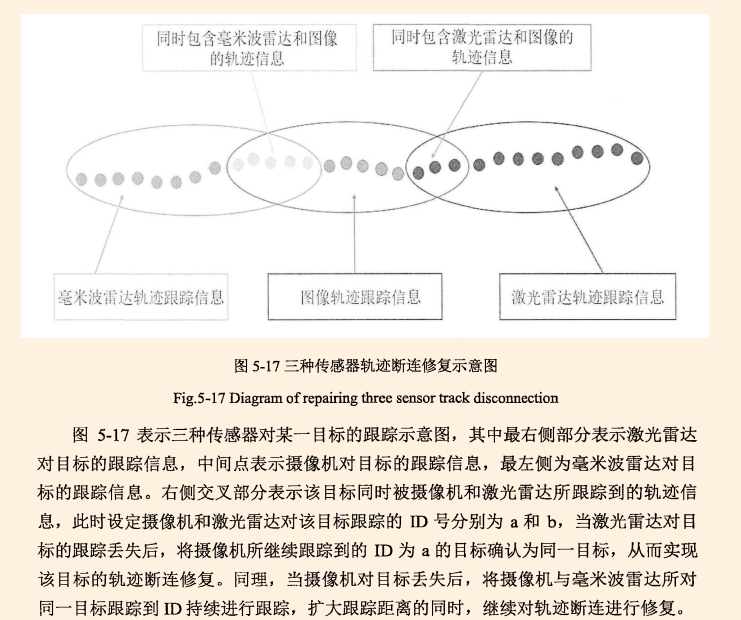 同时包含毫米波雷达和图像
的轨迹信息
同时包含激光雷达和图像的
轨迹信息
毫米波雷达轨迹跟踪信息
图像轨迹跟踪信息
激光雷达轨迹跟踪信息
图 5-17 三种传感器轨迹断连修复示意图
Fig.5-17 Diagram of repairing three sensor track disconnection
图 5-17 表示三种传感器对某一目标的跟踪示意图，其中最右侧部分表示激光雷达
对目标的跟踪信息，中间点表示摄像机对目标的跟踪信息，最左侧为毫米波雷达对目
标的跟踪信息。右侧交叉部分表示该目标同时被摄像机和激光雷达所跟踪到的轨迹信
息，此时设定摄像机和激光雷达对该目标跟踪的 ID 号分别为 a 和 b，当激光雷达对目
标的跟踪丢失后，将摄像机所继续跟踪到的 ID 为 a 的目标确认为同一目标，从而实现
该目标的轨迹断连修复。同理，当摄像机对目标丢失后，将摄像机与毫米波雷达所对
同一目标跟踪到 ID 持续进行跟踪，扩大跟踪距离的同时，继续对轨迹断连进行修复。